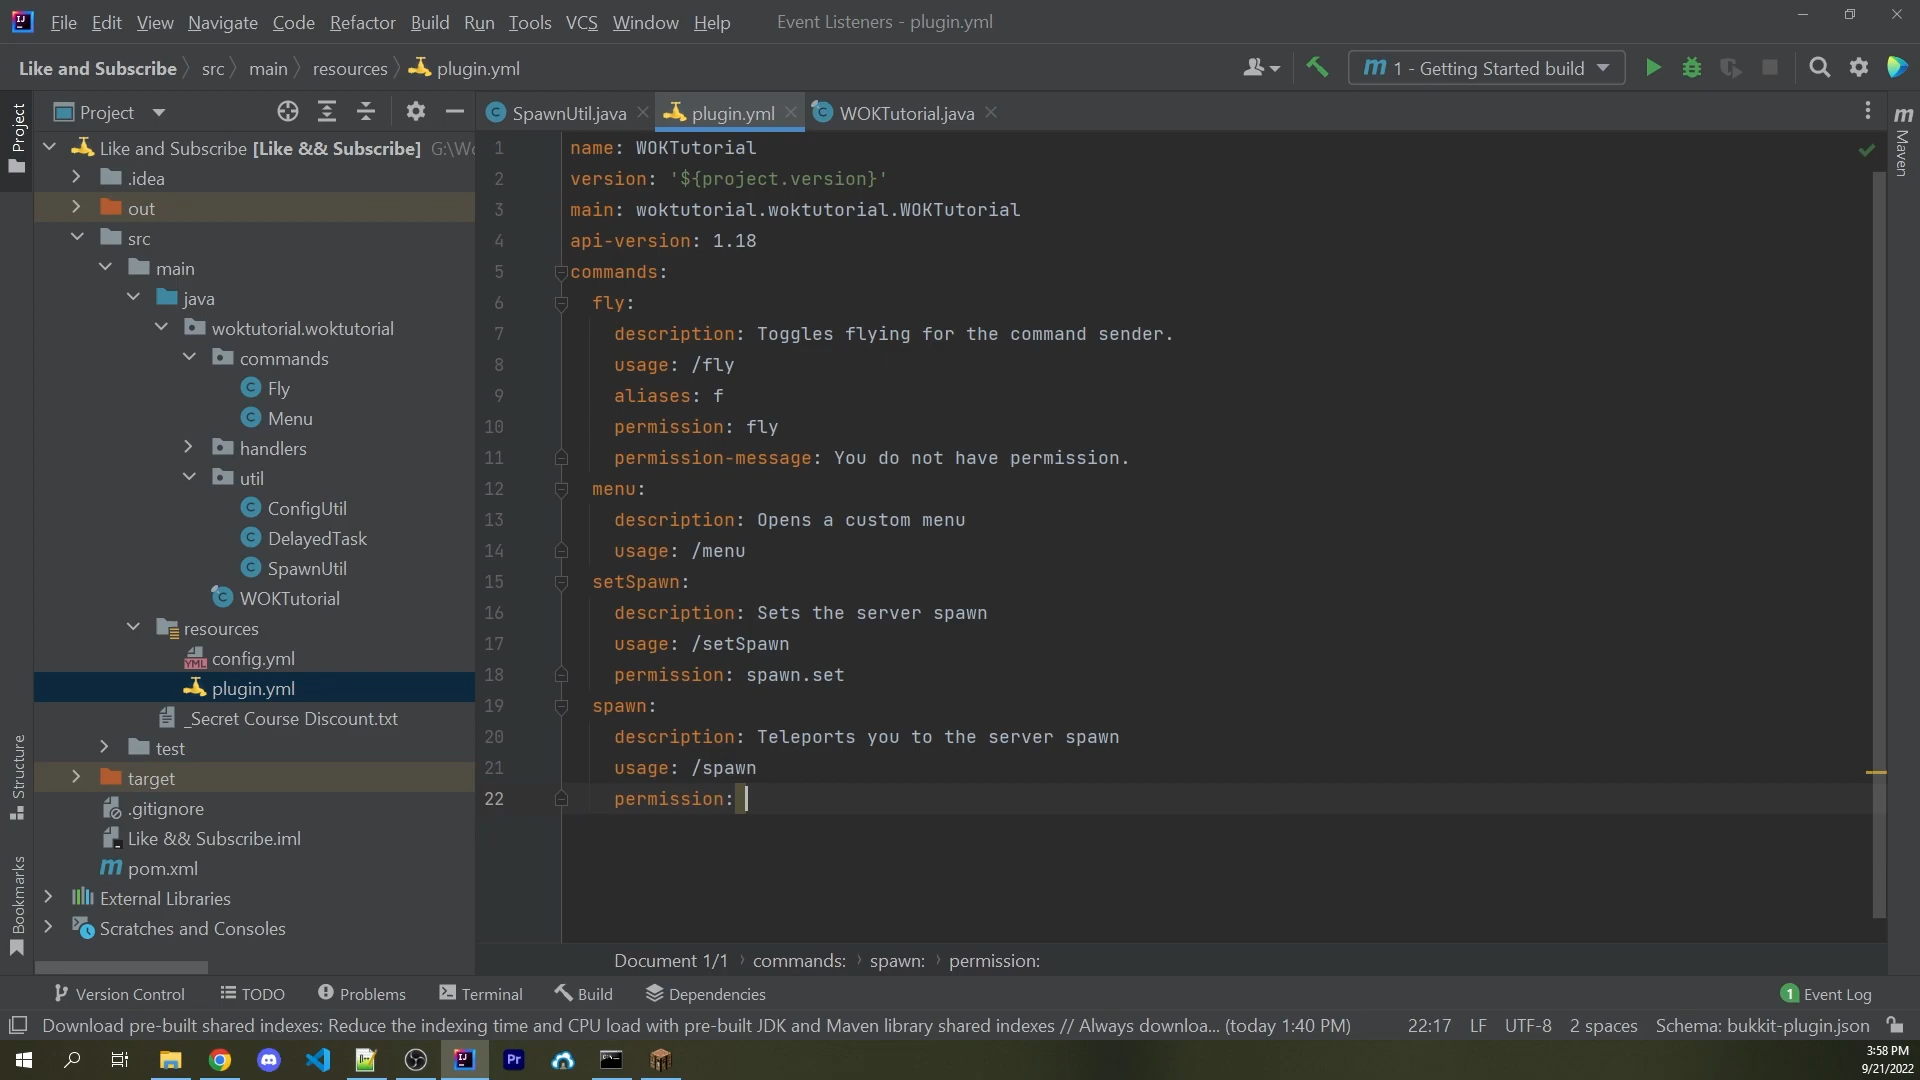 File Edit View Navigate Code Refactor Build Run Tools VCS Window Help Event Listeners - plugin.yml
Like and Subscribe src main resources plugin.yml 1 - Getting Started build
Project
SpawnUtil.java plugin.yml WOKTutorial.java
Project
Like and Subscribe [Like && Subscribe] G:\Wo
.idea
out
src
main
java
woktutorial.woktutorial
commands
Fly
Menu
handlers
util
ConfigUtil
DelayedTask
SpawnUtil
WOKTutorial
resources
config.yml
plugin.yml
_Secret Course Discount.txt
test
target
.gitignore
Like && Subscribe.iml
pom.xml
External Libraries
Scratches and Consoles
Structure
Bookmarks
1 name: WOKTutorial
2 version: '${project.version}'
3 main: woktutorial.woktutorial.WOKTutorial
4 api-version: 1.18
5 commands:
6 fly:
7 description: Toggles flying for the command sender.
8 usage: /fly
9 aliases: f
10 permission: fly
11 permission-message: You do not have permission.
12 menu:
13 description: Opens a custom menu
14 usage: /menu
15 setSpawn:
16 description: Sets the server spawn
17 usage: /setSpawn
18 permission: spawn.set
19 spawn:
20 description: Teleports you to the server spawn
21 usage: /spawn
22 permission:
Maven
Document 1/1 commands: spawn: permission:
Version Control TODO Problems Terminal Build Dependencies 1 Event Log
Download pre-built shared indexes: Reduce the indexing time and CPU load with pre-built JDK and Maven library shared indexes // Always downloa... (today 1:40 PM) 22:17 LF UTF-8 2 spaces Schema: bukkit-plugin.json
3:58 PM
9/21/2022